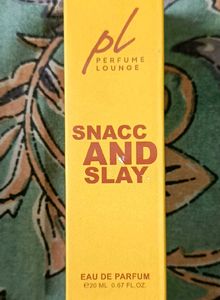 pl
PERFUME
LOUNGE
SNACC
AND
SLAY
EAU DE PARFUM
℮20 ML 0.67 FL.OZ.